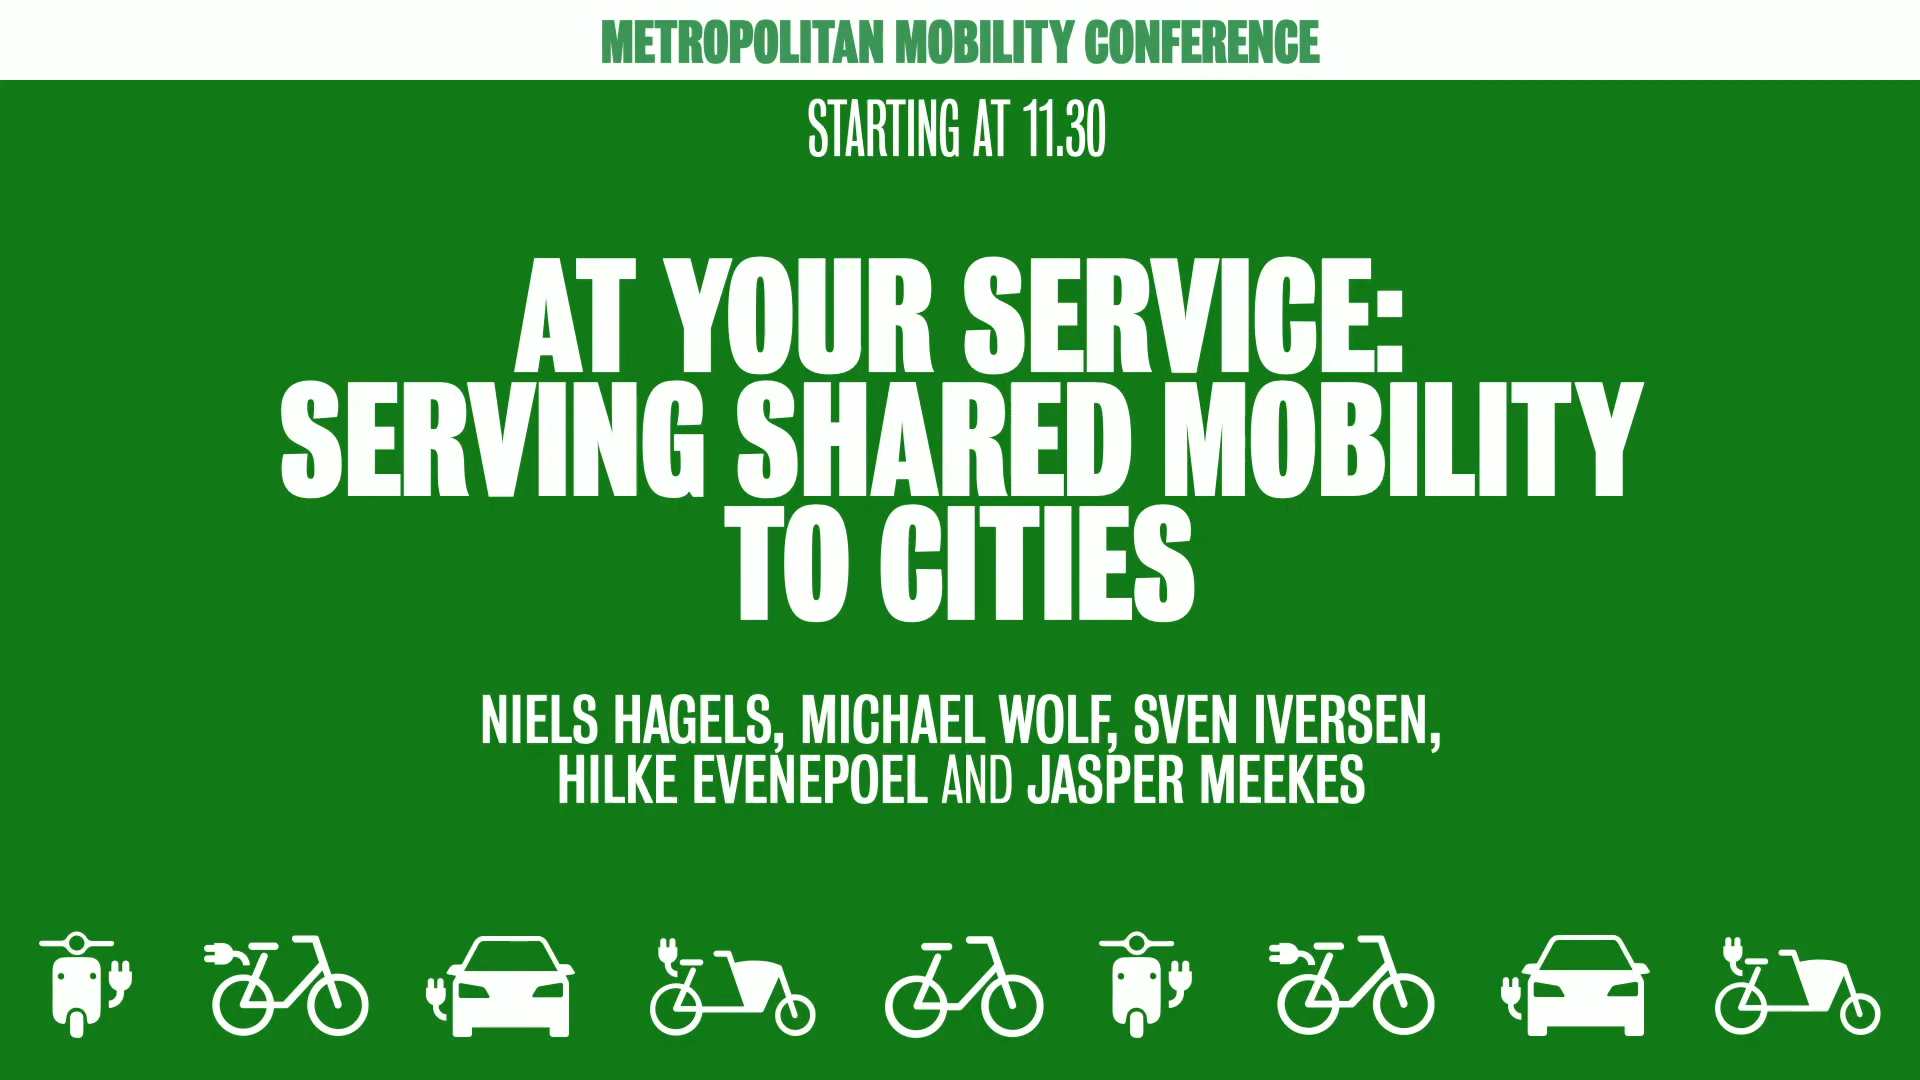 METROPOLITAN MOBILITY CONFERENCE
STARTING AT 11.30
AT YOUR SERVICE:
SERVING SHARED MOBILITY
TO CITIES
NIELS HAGELS, MICHAEL WOLF, SVEN IVERSEN,
HILKE EVENEPOEL AND JASPER MEEKES